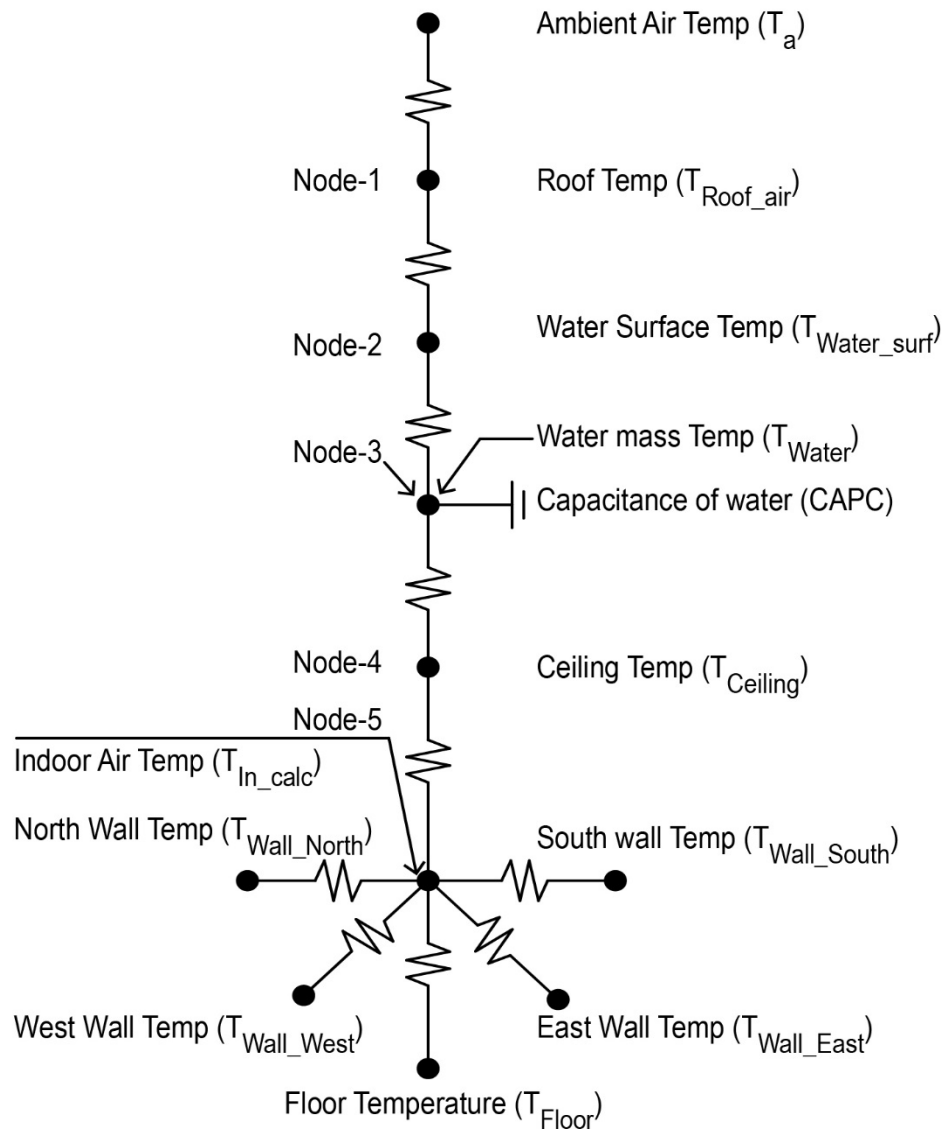 Ambient Air Temp (T_a)
Node-1 Roof Temp (T_Roof_air)
Node-2 Water Surface Temp (T_Water_surf)
Node-3 Water mass Temp (T_Water)
Capacitance of water (CAPC)
Node-4 Ceiling Temp (T_Ceiling)
Node-5
Indoor Air Temp (T_In_calc)
North Wall Temp (T_Wall_North) South wall Temp (T_Wall_South)
West Wall Temp (T_Wall_West) East Wall Temp (T_Wall_East)
Floor Temperature (T_Floor)